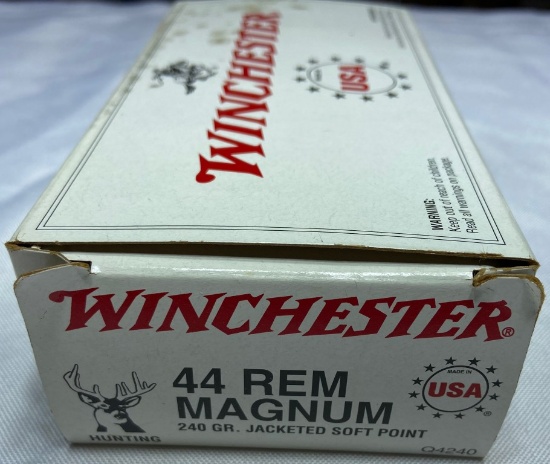 WINCHESTER
USA
WARNING:
Keep out of reach of children.
Read all warnings on package.
WINCHESTER®
44 REM
MAGNUM
240 GR. JACKETED SOFT POINT
HUNTING
MADE IN
USA
Q4240